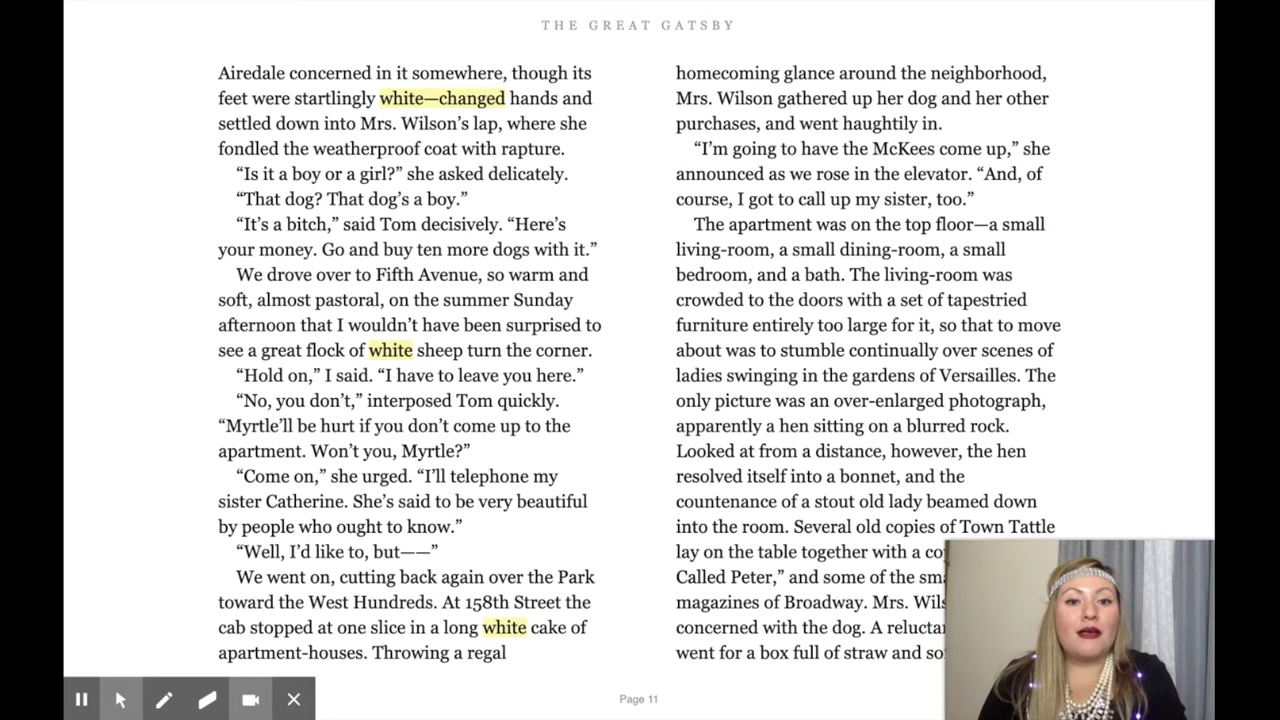 THE GREAT GATSBY
Airedale concerned in it somewhere, though its
feet were startlingly white—changed hands and
settled down into Mrs. Wilson’s lap, where she
fondled the weatherproof coat with rapture.
“Is it a boy or a girl?” she asked delicately.
“That dog? That dog’s a boy.”
“It’s a bitch,” said Tom decisively. “Here’s
your money. Go and buy ten more dogs with it.”
We drove over to Fifth Avenue, so warm and
soft, almost pastoral, on the summer Sunday
afternoon that I wouldn’t have been surprised to
see a great flock of white sheep turn the corner.
“Hold on,” I said. “I have to leave you here.”
“No, you don’t,” interposed Tom quickly.
“Myrtle’ll be hurt if you don’t come up to the
apartment. Won’t you, Myrtle?”
“Come on,” she urged. “I’ll telephone my
sister Catherine. She’s said to be very beautiful
by people who ought to know.”
“Well, I’d like to, but——”
We went on, cutting back again over the Park
toward the West Hundreds. At 158th Street the
cab stopped at one slice in a long white cake of
apartment-houses. Throwing a regal
homecoming glance around the neighborhood,
Mrs. Wilson gathered up her dog and her other
purchases, and went haughtily in.
“I’m going to have the McKees come up,” she
announced as we rose in the elevator. “And, of
course, I got to call up my sister, too.”
The apartment was on the top floor—a small
living-room, a small dining-room, a small
bedroom, and a bath. The living-room was
crowded to the doors with a set of tapestried
furniture entirely too large for it, so that to move
about was to stumble continually over scenes of
ladies swinging in the gardens of Versailles. The
only picture was an over-enlarged photograph,
apparently a hen sitting on a blurred rock.
Looked at from a distance, however, the hen
resolved itself into a bonnet, and the
countenance of a stout old lady beamed down
into the room. Several old copies of Town Tattle
lay on the table together with a
Called Peter,” and some of the
magazines of Broadway. Mrs.
concerned with the dog. A
went for a box full of straw and
Page 11